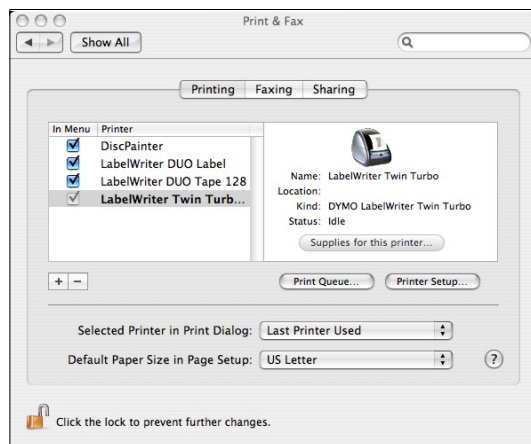 Print & Fax
Show All
Printing Faxing Sharing
In Menu Printer
DiscPainter
LabelWriter DUO Label
LabelWriter DUO Tape 128
LabelWriter Twin Turb...
Name: LabelWriter Twin Turbo
Location:
Kind: DYMO LabelWriter Twin Turbo
Status: Idle
Supplies for this printer...
+ −
Print Queue... Printer Setup...
Selected Printer in Print Dialog: Last Printer Used
Default Paper Size in Page Setup: US Letter ?
Click the lock to prevent further changes.